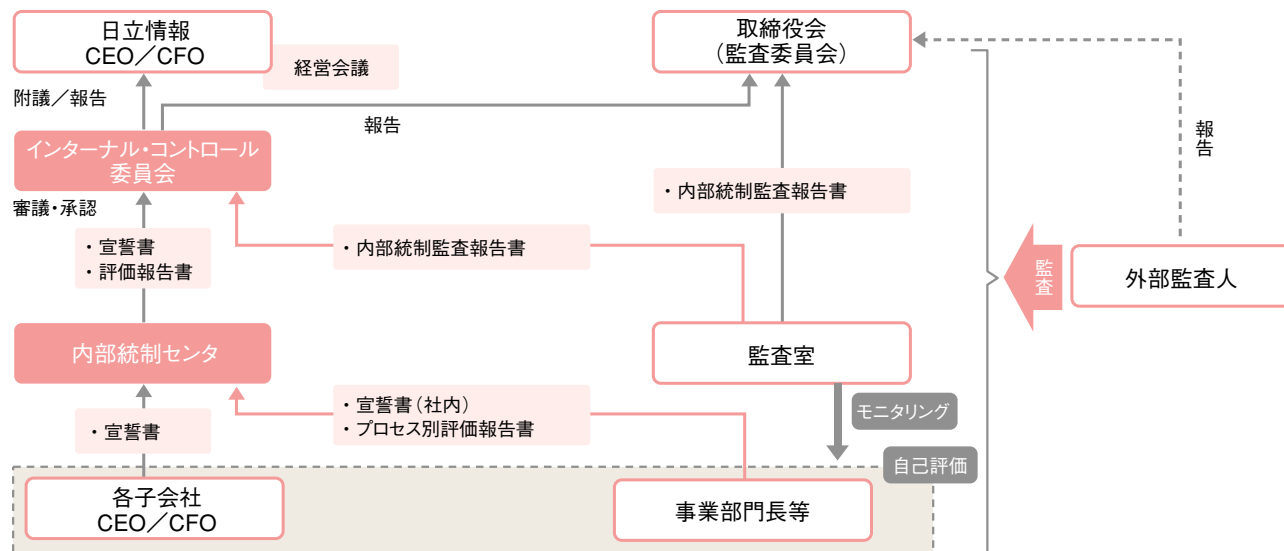 日立情報
CEO／CFO
経営会議
取締役会
（監査委員会）
附議／報告
報告
報告
インターナル・コントロール
委員会
・内部統制監査報告書
審議・承認
・宣誓書
・評価報告書
・内部統制監査報告書
監査
外部監査人
内部統制センタ
監査室
・宣誓書（社内）
・プロセス別評価報告書
モニタリング
・宣誓書
自己評価
各子会社
CEO／CFO
事業部門長等